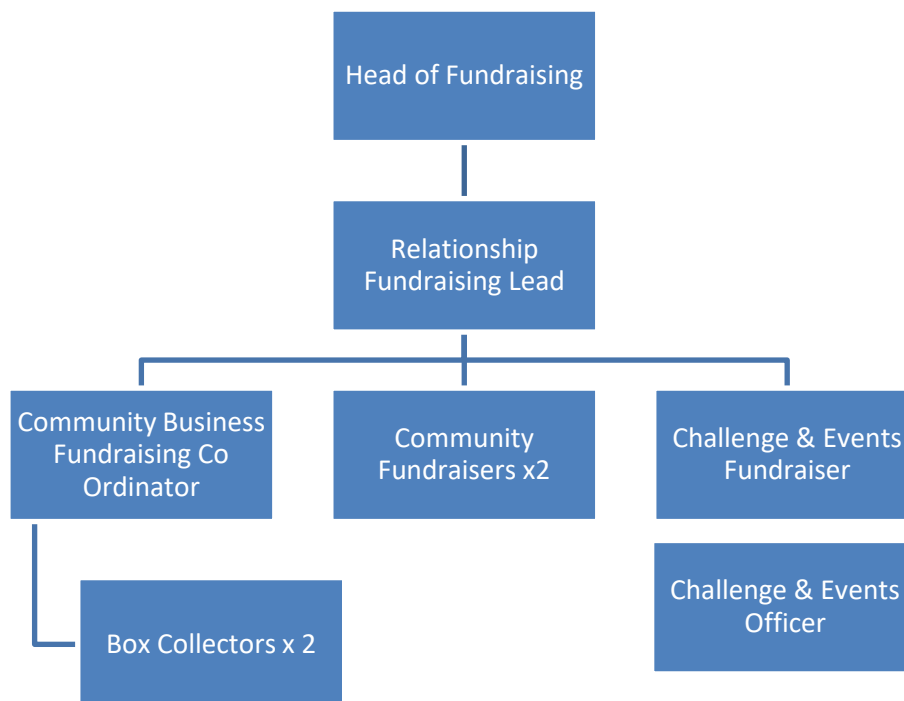 Head of Fundraising
Relationship
Fundraising Lead
Community Business
Fundraising Co
Ordinator
Community
Fundraisers x2
Challenge & Events
Fundraiser
Box Collectors x 2
Challenge & Events
Officer